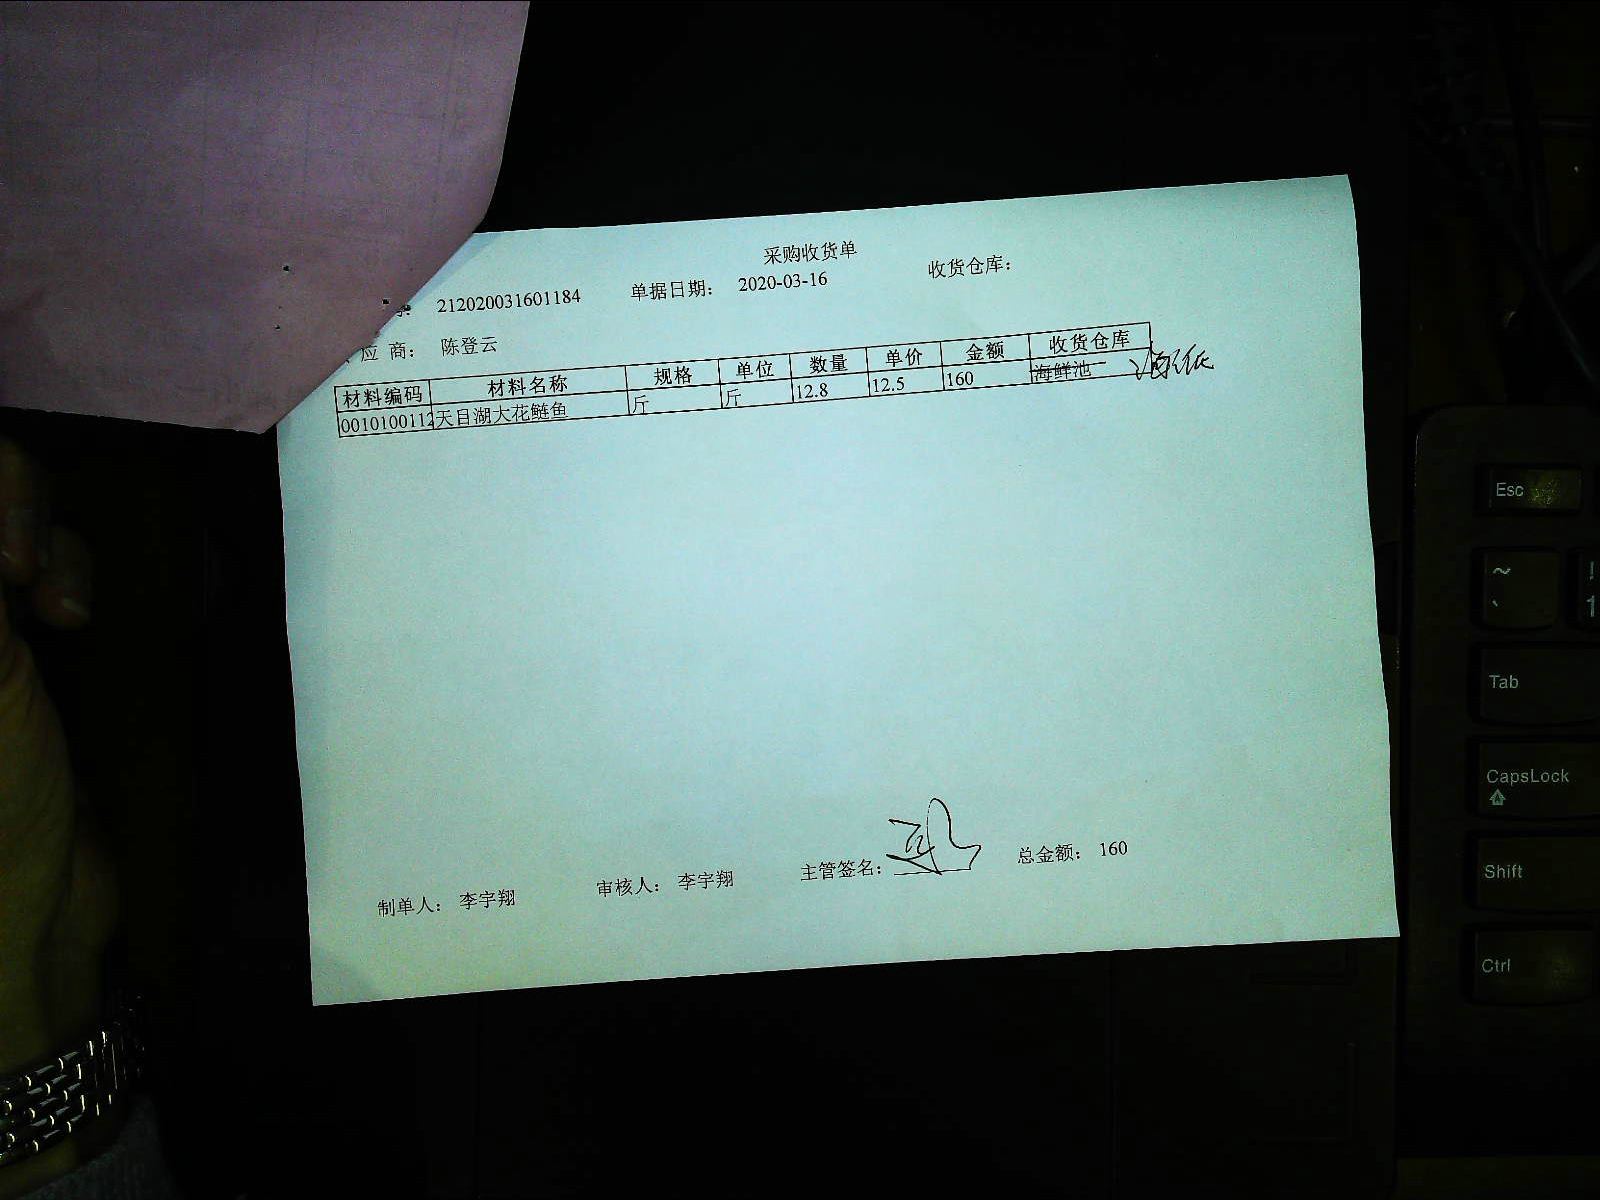 采购收货单
212020031601184 单据日期： 2020-03-16 收货仓库：
应 商： 陈登云
材料编码 材料名称 规格 单位 数量 单价 金额 收货仓库
0010100112 天目湖大花鲢鱼 斤 斤 12.8 12.5 160 海鲜池
制单人： 李宇翔 审核人： 李宇翔 主管签名： 总金额： 160
Esc
~
、
!
1
Tab
CapsLock
Shift
Ctrl